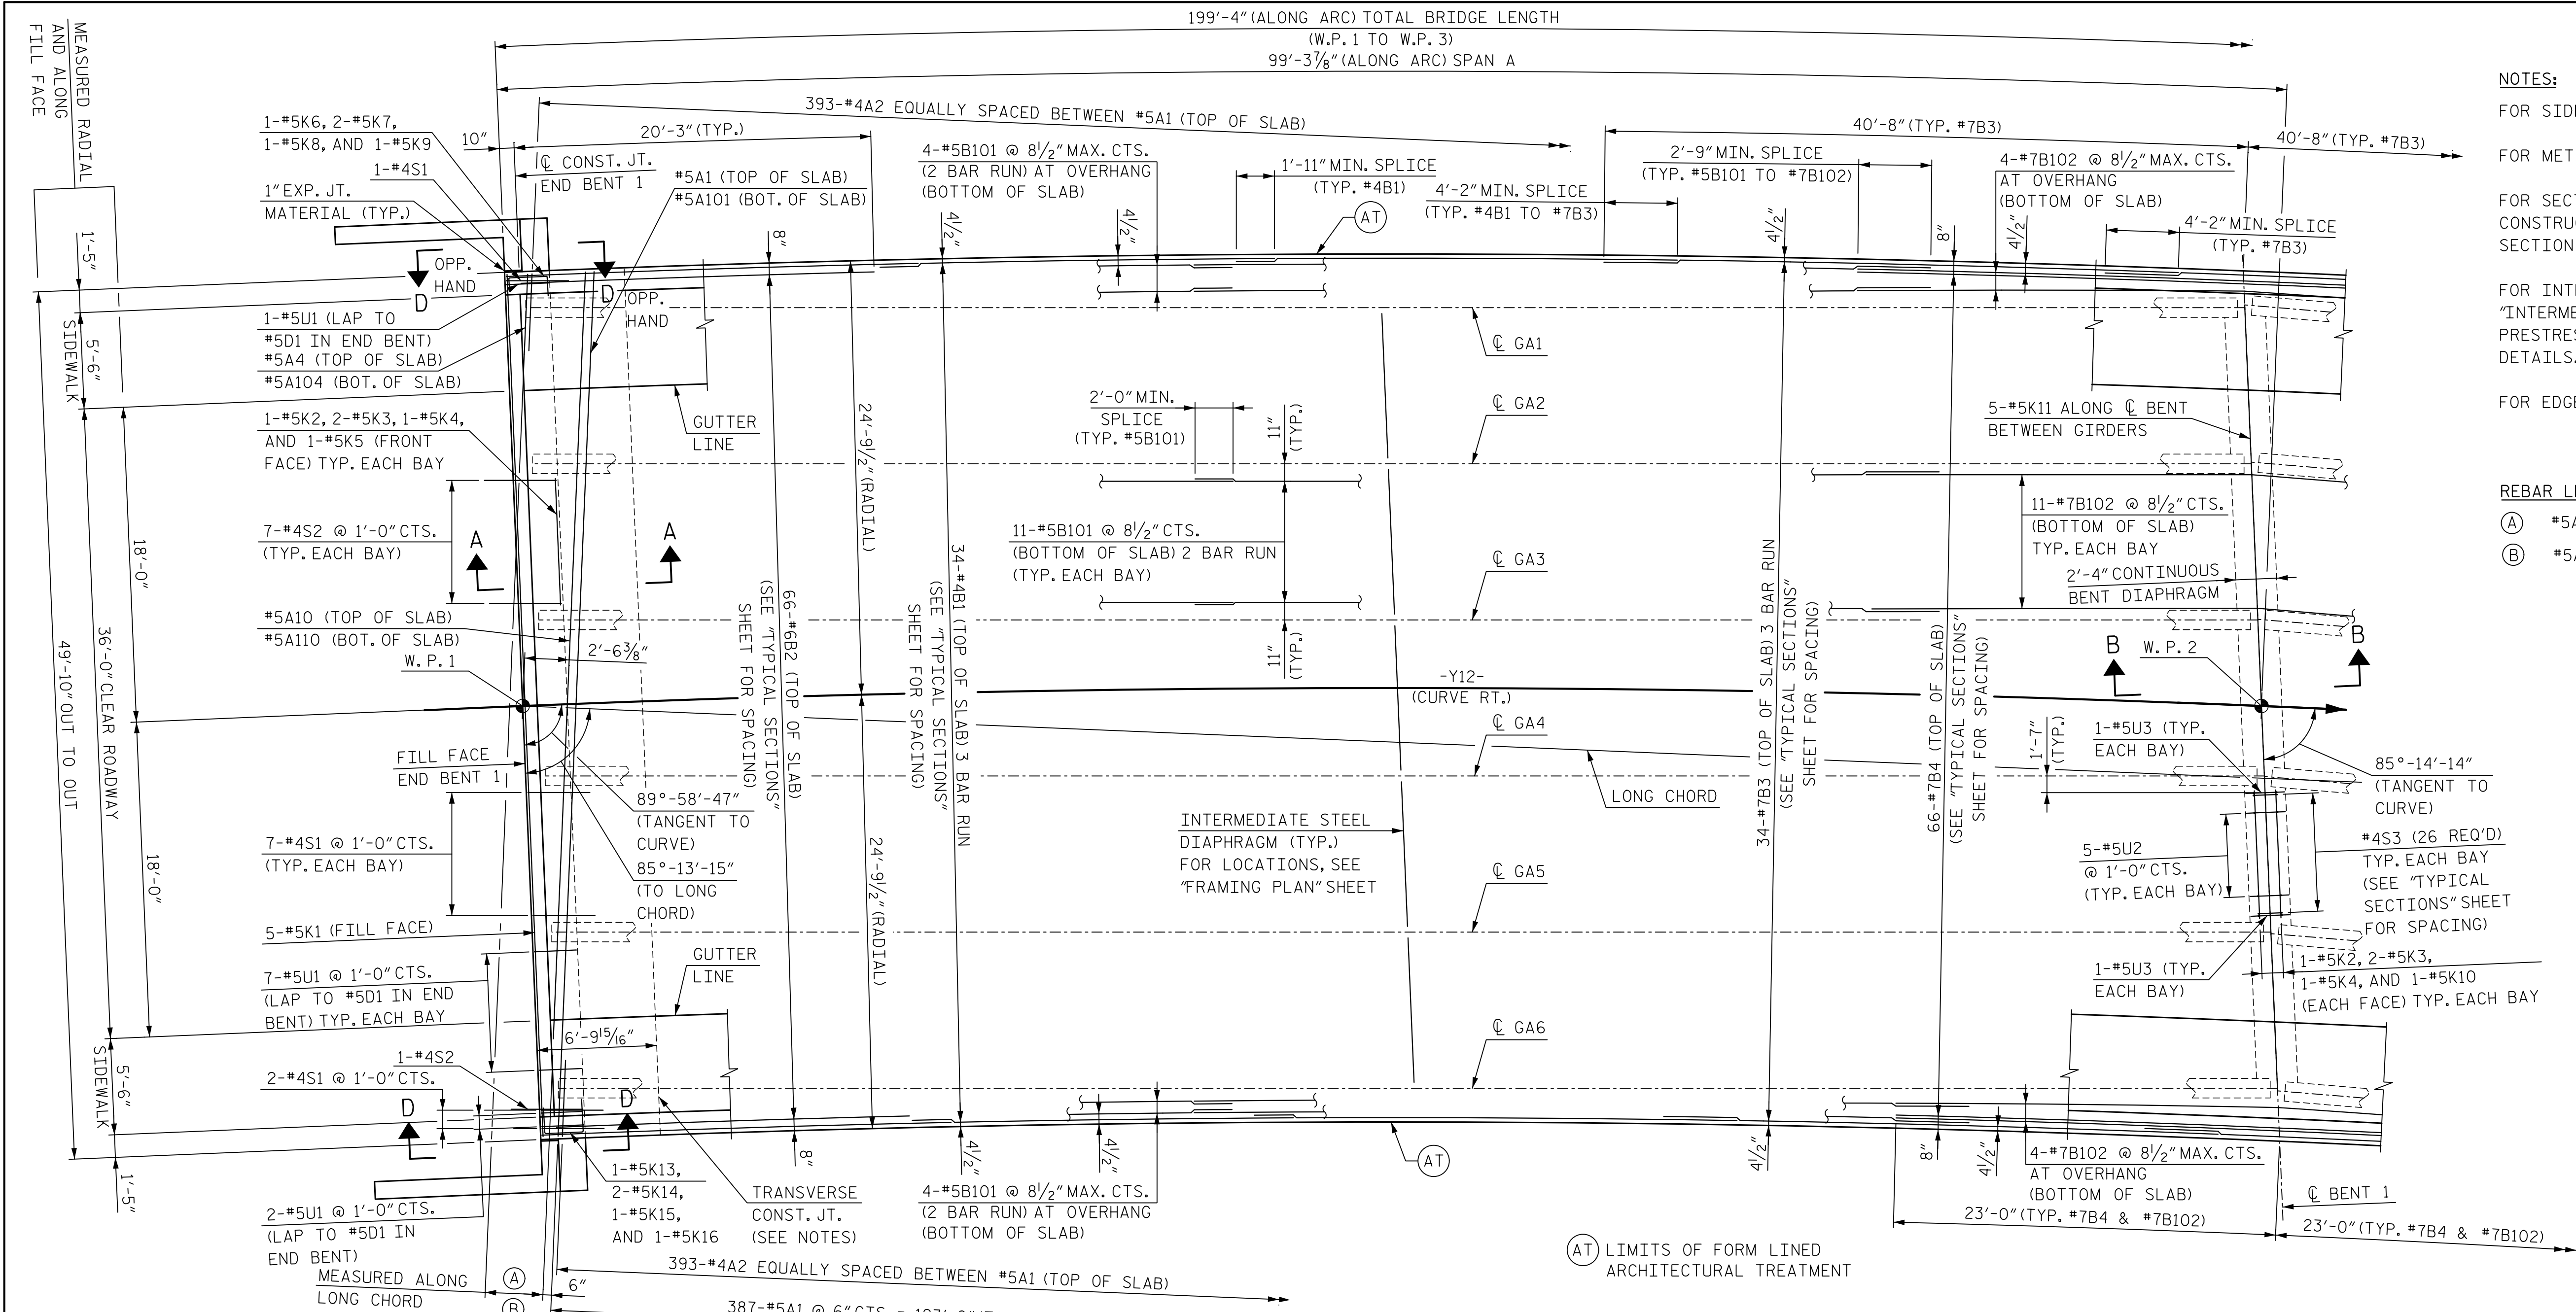 199'-4" (ALONG ARC) TOTAL BRIDGE LENGTH
(W.P. 1 TO W.P. 3)
99'-3⅞" (ALONG ARC) SPAN A
393-#4A2 EQUALLY SPACED BETWEEN #5A1 (TOP OF SLAB)
MEASURED RADIAL
AND ALONG
FILL FACE
1-#5K6, 2-#5K7,
1-#5K8, AND 1-#5K9
10"
20'-3" (TYP.)
1-#4S1
℄ CONST. JT.
END BENT 1
1" EXP. JT.
MATERIAL (TYP.)
#5A1 (TOP OF SLAB)
#5A101 (BOT. OF SLAB)
4-#5B101 @ 8½" MAX. CTS.
(2 BAR RUN) AT OVERHANG
(BOTTOM OF SLAB)
1'-11" MIN. SPLICE
(TYP. #4B1)
4'-2" MIN. SPLICE
(TYP. #4B1 TO #7B3)
AT
40'-8" (TYP. #7B3)
40'-8" (TYP. #7B3)
2'-9" MIN. SPLICE
(TYP. #5B101 TO #7B102)
4-#7B102 @ 8½" MAX. CTS.
AT OVERHANG
(BOTTOM OF SLAB)
4'-2" MIN. SPLICE
(TYP. #7B3)
8"
4½"
4½"
4½"
8"
4½"
NOTES:
FOR SID
FOR MET
FOR SECT
CONSTRU
SECTION
FOR INT
"INTERME
PRESTRES
DETAILS.
FOR EDGE
REBAR L
A #5A
B #5A
1'-5"
5'-6"
SIDEWALK
OPP.
HAND
D
D
OPP.
HAND
1-#5U1 (LAP TO
#5D1 IN END BENT)
#5A4 (TOP OF SLAB)
#5A104 (BOT. OF SLAB)
1-#5K2, 2-#5K3, 1-#5K4,
AND 1-#5K5 (FRONT
FACE) TYP. EACH BAY
GUTTER
LINE
7-#4S2 @ 1'-0" CTS.
(TYP. EACH BAY)
A
A
#5A10 (TOP OF SLAB)
#5A110 (BOT. OF SLAB)
2'-6⅜"
W. P. 1
18'-0"
36'-0" CLEAR ROADWAY
49'-10" OUT TO OUT
18'-0"
24'-9½" (RADIAL)
24'-9½" (RADIAL)
66-#6B2 (TOP OF SLAB)
(SEE "TYPICAL SECTIONS"
SHEET FOR SPACING)
34-#4B1 (TOP OF SLAB) 3 BAR RUN
(SEE "TYPICAL SECTIONS"
SHEET FOR SPACING)
2'-0" MIN.
SPLICE
(TYP. #5B101)
11"
(TYP.)
11-#5B101 @ 8½" CTS.
(BOTTOM OF SLAB) 2 BAR RUN
(TYP. EACH BAY)
11"
(TYP.)
℄ GA1
℄ GA2
℄ GA3
-Y12-
(CURVE RT.)
℄ GA4
℄ GA5
℄ GA6
LONG CHORD
34-#7B3 (TOP OF SLAB) 3 BAR RUN
(SEE "TYPICAL SECTIONS"
SHEET FOR SPACING)
66-#7B4 (TOP OF SLAB)
(SEE "TYPICAL SECTIONS"
SHEET FOR SPACING)
5-#5K11 ALONG ℄ BENT
BETWEEN GIRDERS
11-#7B102 @ 8½" CTS.
(BOTTOM OF SLAB)
TYP. EACH BAY
2'-4" CONTINUOUS
BENT DIAPHRAGM
B
B
W. P. 2
1'-7"
(TYP.)
1-#5U3 (TYP.
EACH BAY)
85°-14'-14"
(TANGENT TO
CURVE)
5-#5U2
@ 1'-0" CTS.
(TYP. EACH BAY)
#4S3 (26 REQ'D)
TYP. EACH BAY
(SEE "TYPICAL
SECTIONS" SHEET
FOR SPACING)
1-#5U3 (TYP.
EACH BAY)
1-#5K2, 2-#5K3,
1-#5K4, AND 1-#5K10
(EACH FACE) TYP. EACH BAY
FILL FACE
END BENT 1
89°-58'-47"
(TANGENT TO
CURVE)
85°-13'-15"
(TO LONG
CHORD)
INTERMEDIATE STEEL
DIAPHRAGM (TYP.)
FOR LOCATIONS, SEE
"FRAMING PLAN" SHEET
7-#4S1 @ 1'-0" CTS.
(TYP. EACH BAY)
5-#5K1 (FILL FACE)
7-#5U1 @ 1'-0" CTS.
(LAP TO #5D1 IN END
BENT) TYP. EACH BAY
GUTTER
LINE
6'-9¹⁵⁄₁₆"
1-#4S2
2-#4S1 @ 1'-0" CTS.
5'-6"
SIDEWALK
1'-5"
D
D
2-#5U1 @ 1'-0" CTS.
(LAP TO #5D1 IN
END BENT)
1-#5K13,
2-#5K14,
1-#5K15,
AND 1-#5K16
TRANSVERSE
CONST. JT.
(SEE NOTES)
8"
4½"
4½"
4-#5B101 @ 8½" MAX. CTS.
(2 BAR RUN) AT OVERHANG
(BOTTOM OF SLAB)
AT
4½"
8"
4½"
4-#7B102 @ 8½" MAX. CTS.
AT OVERHANG
(BOTTOM OF SLAB)
℄ BENT 1
23'-0" (TYP. #7B4 & #7B102)
23'-0" (TYP. #7B4 & #7B102)
AT LIMITS OF FORM LINED
ARCHITECTURAL TREATMENT
MEASURED ALONG
LONG CHORD
A
B
6"
393-#4A2 EQUALLY SPACED BETWEEN #5A1 (TOP OF SLAB)
387-#5A1 @ 6" CTS.